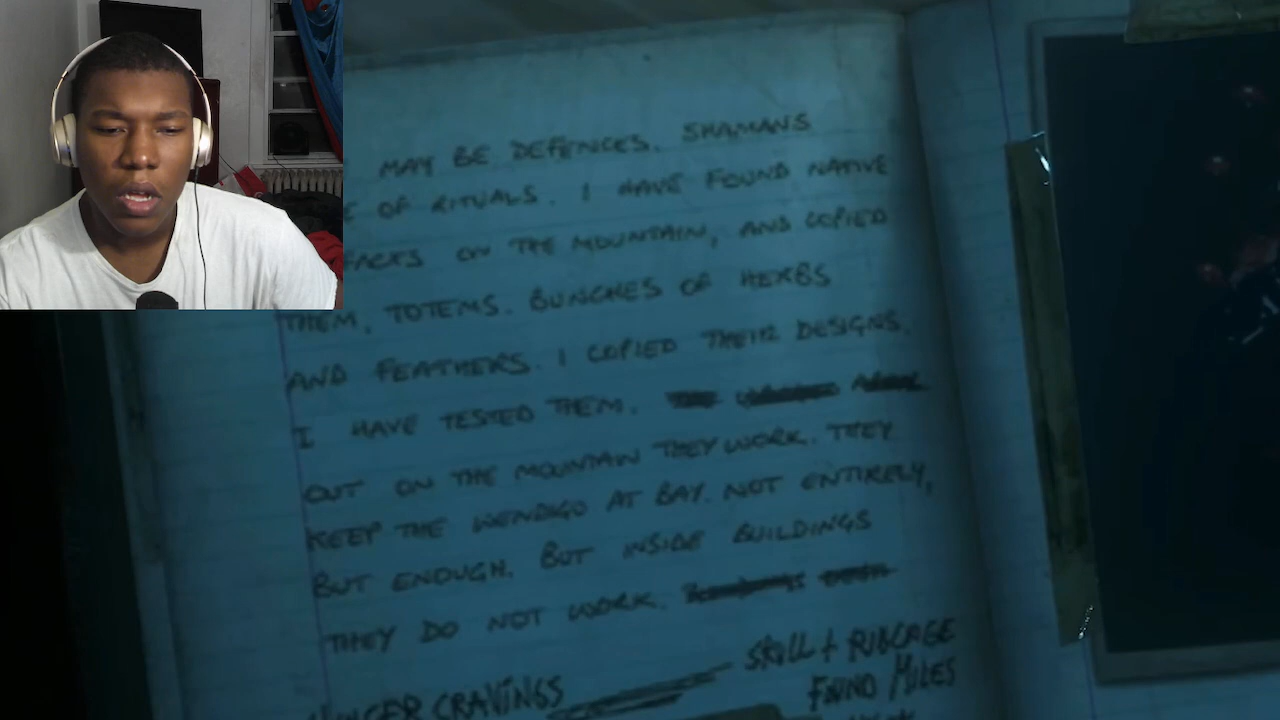 MAY BE DEFENCES. SHAMANS
OF RITUALS. I HAVE FOUND NATIVE
FACTS ON THE MOUNTAIN, AND COPIED
THEM. TOTEMS. BUNCHES OF HERBS
AND FEATHERS. I COPIED THEIR DESIGNS.
I HAVE TESTED THEM.
OUT ON THE MOUNTAIN THEY WORK. THEY
KEEP THE WENDIGO AT BAY. NOT ENTIRELY,
BUT ENOUGH. BUT INSIDE BUILDINGS
THEY DO NOT WORK.
SKULL + RIBCAGE
FOUND MILES
HUNGER CRAVINGS